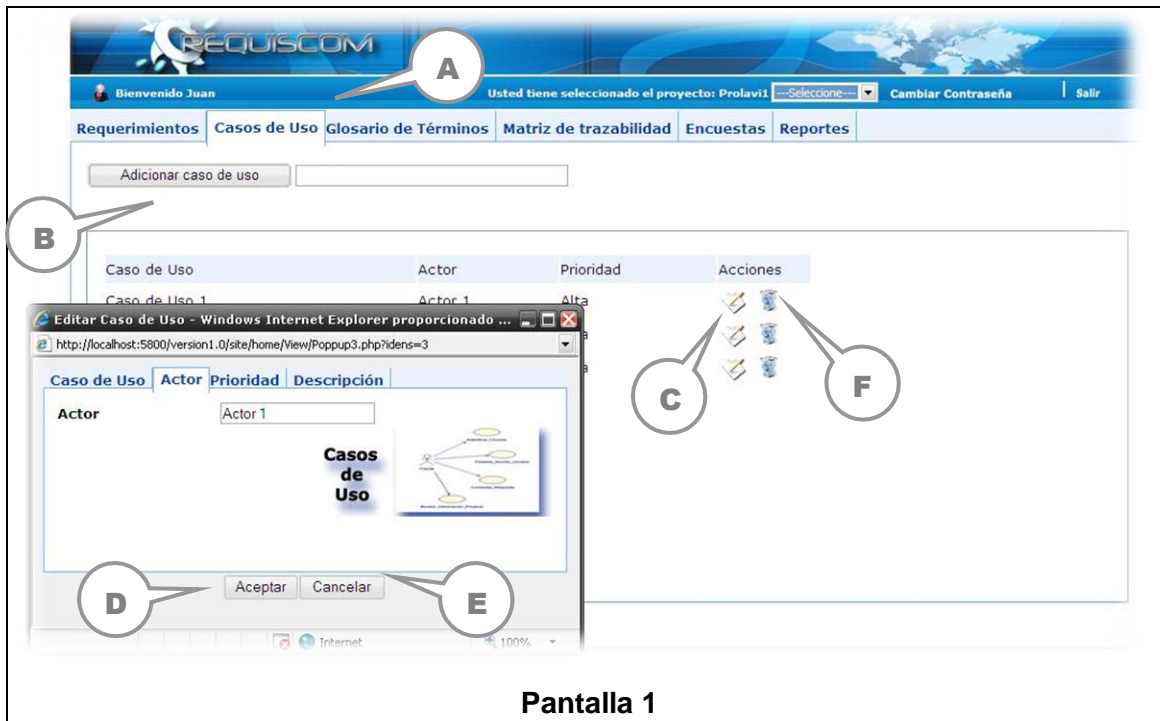 REQUISCOM
A
Bienvenido Juan
Usted tiene seleccionado el proyecto: Prolavi1 ---Seleccione--- Cambiar Contraseña Salir
Requerimientos Casos de Uso Glosario de Términos Matriz de trazabilidad Encuestas Reportes
Adicionar caso de uso
B
Caso de Uso Actor Prioridad Acciones
Caso de Uso 1 Actor 1 Alta
Editar Caso de Uso - Windows Internet Explorer proporcionado ...
http://localhost:5800/version1.0/site/home/View/Poppup3.php?idens=3
Caso de Uso Actor Prioridad Descripción
C
F
Actor Actor 1
Casos
de
Uso
D
Aceptar Cancelar
E
Internet 100%
Pantalla 1